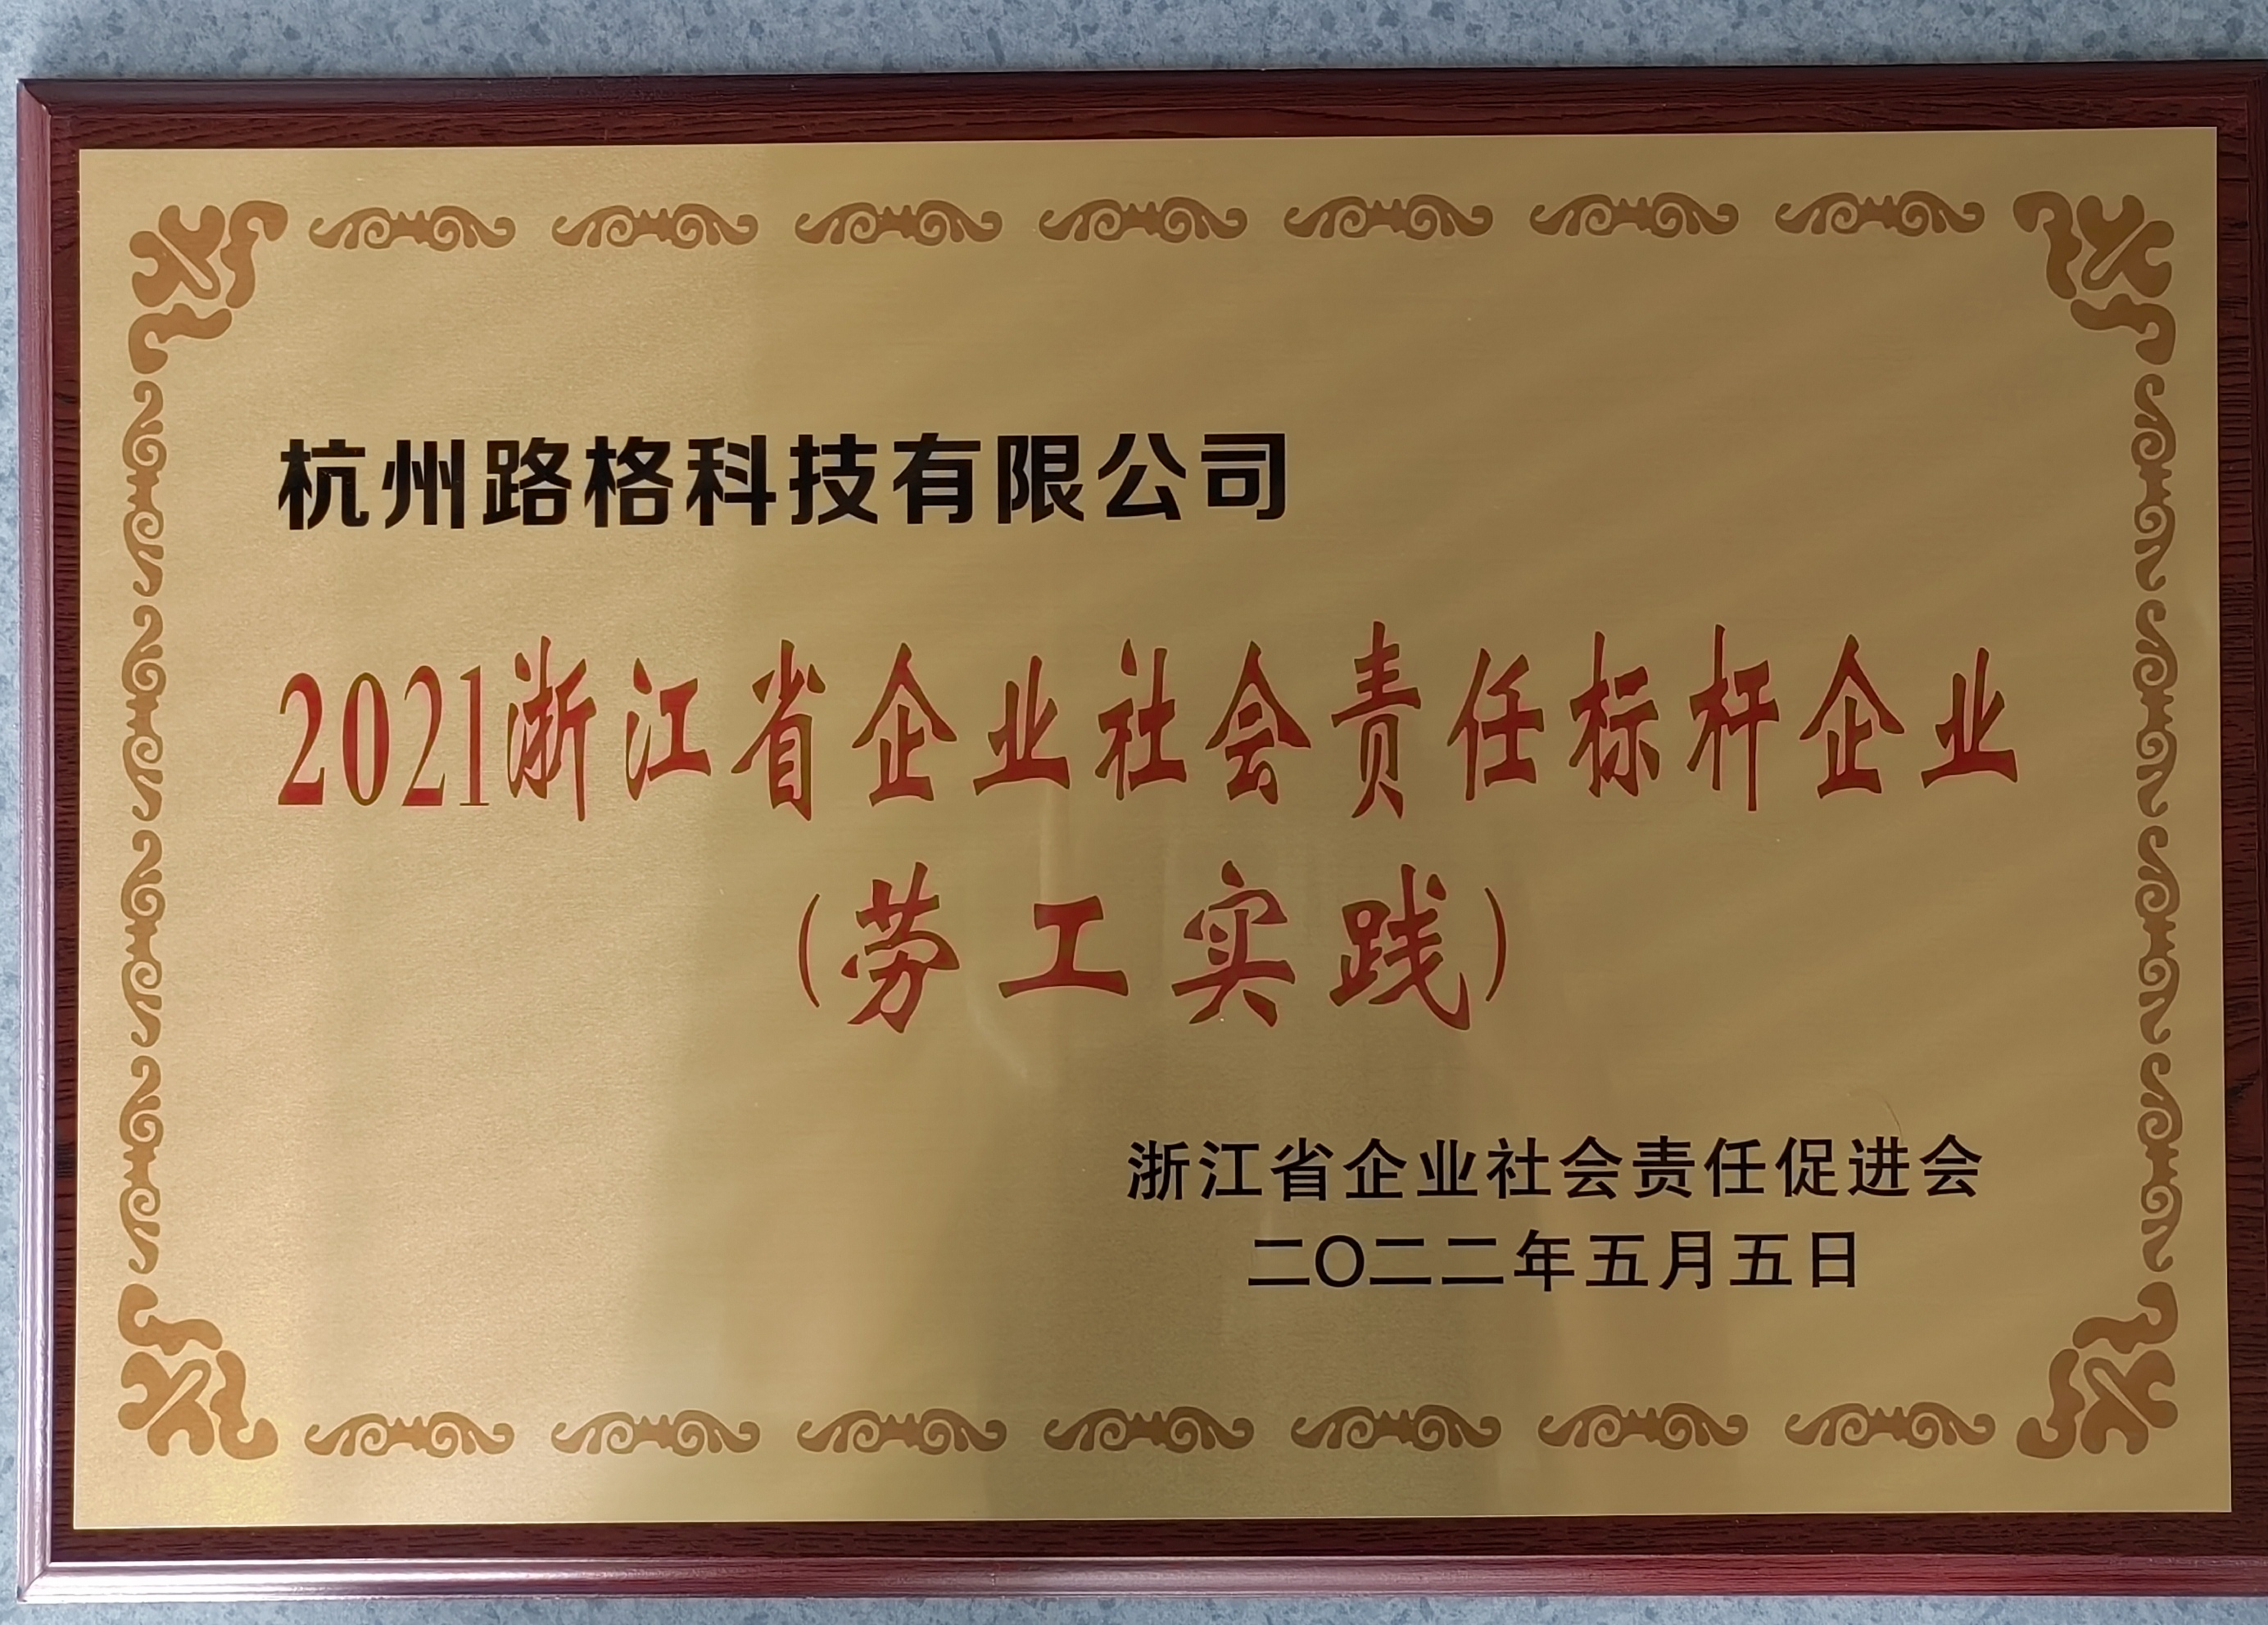 杭州路格科技有限公司
2021浙江省企业社会责任标杆企业
(劳工实践)
浙江省企业社会责任促进会
二〇二二年五月五日